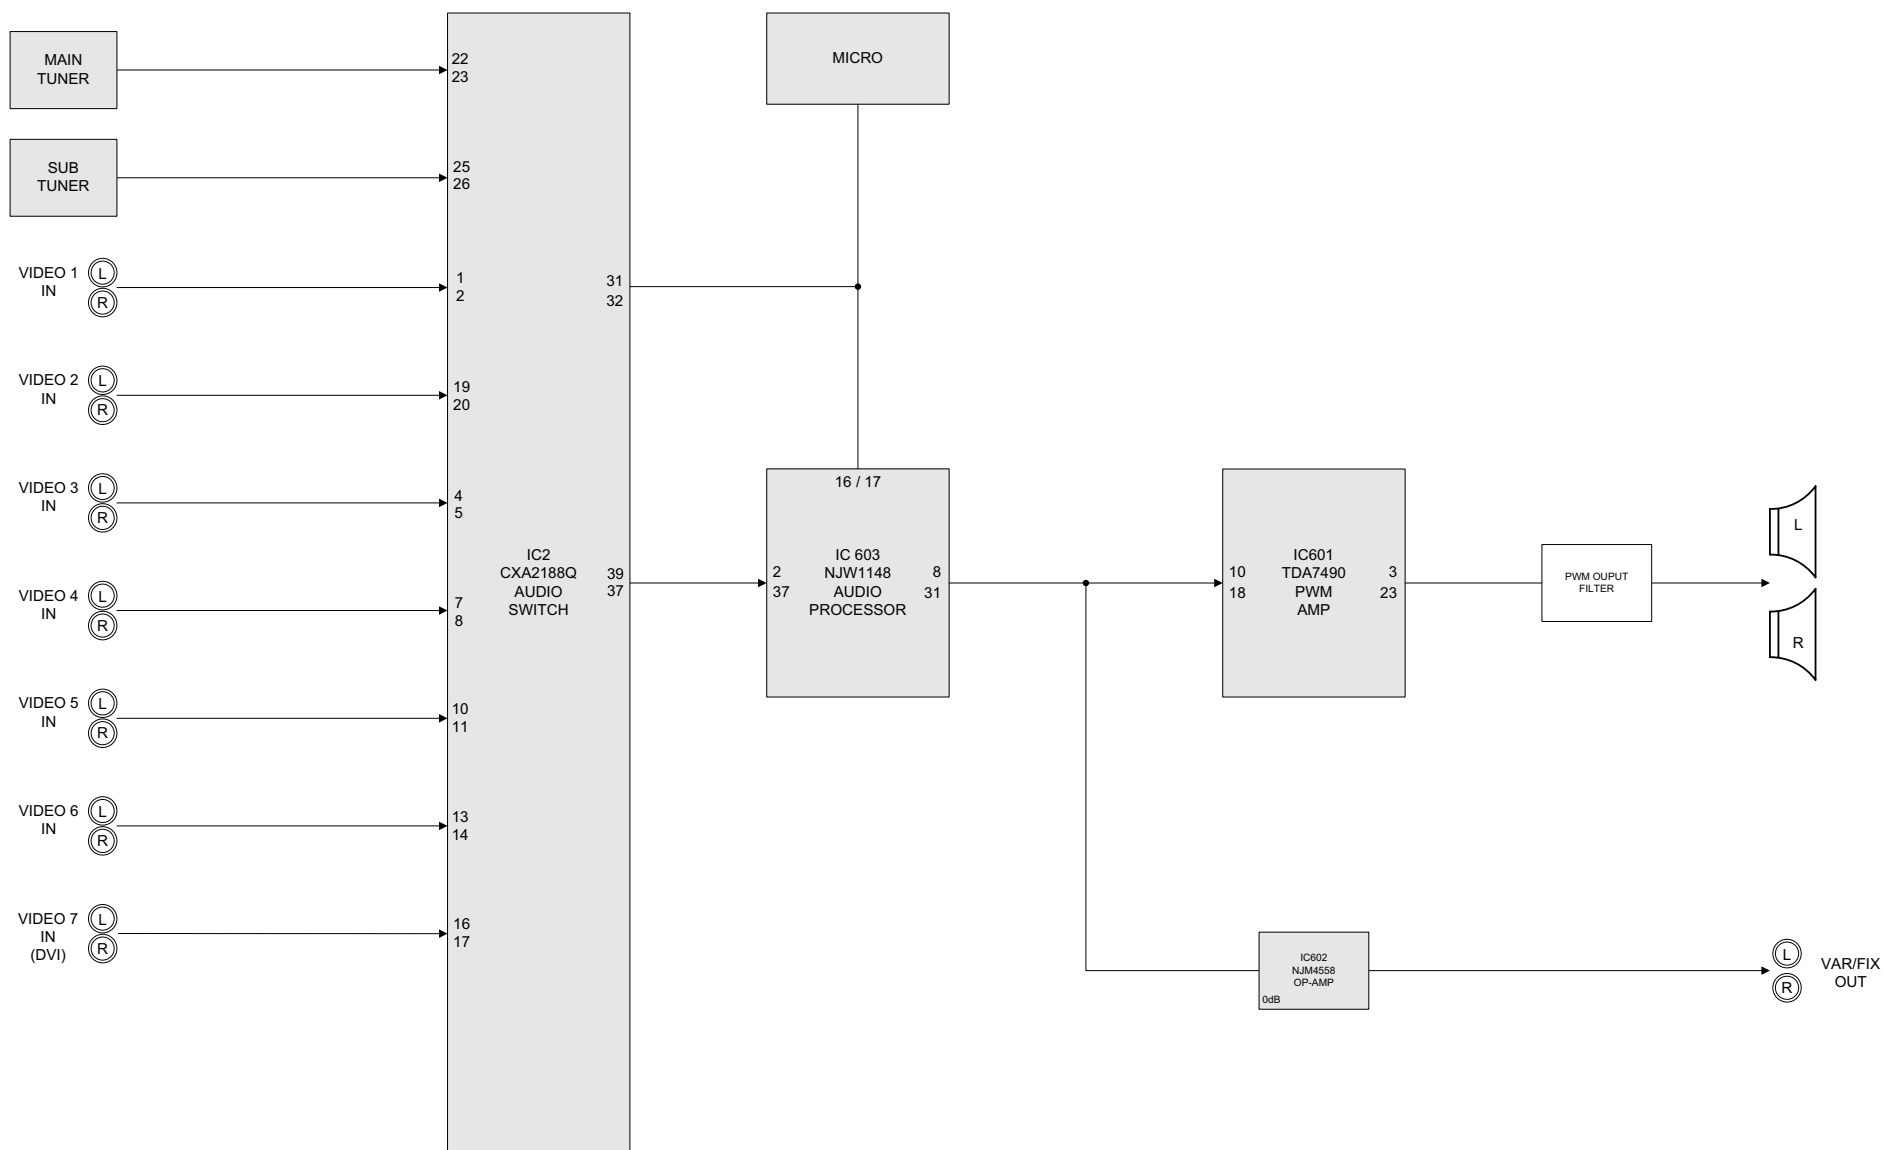 MAIN
TUNER
22
23
MICRO
SUB
TUNER
25
26
VIDEO 1
IN
L
R
1
2
31
32
VIDEO 2
IN
L
R
19
20
VIDEO 3
IN
L
R
4
5
16 / 17
VIDEO 4
IN
L
R
7
8
IC2
CXA2188Q
AUDIO
SWITCH
39
37
2
37
IC 603
NJW1148
AUDIO
PROCESSOR
8
31
10
18
IC601
TDA7490
PWM
AMP
3
23
PWM OUPUT
FILTER
L
R
VIDEO 5
IN
L
R
10
11
VIDEO 6
IN
L
R
13
14
VIDEO 7
IN
(DVI)
L
R
16
17
IC602
NJM4558
OP-AMP
0dB
L
R
VAR/FIX
OUT